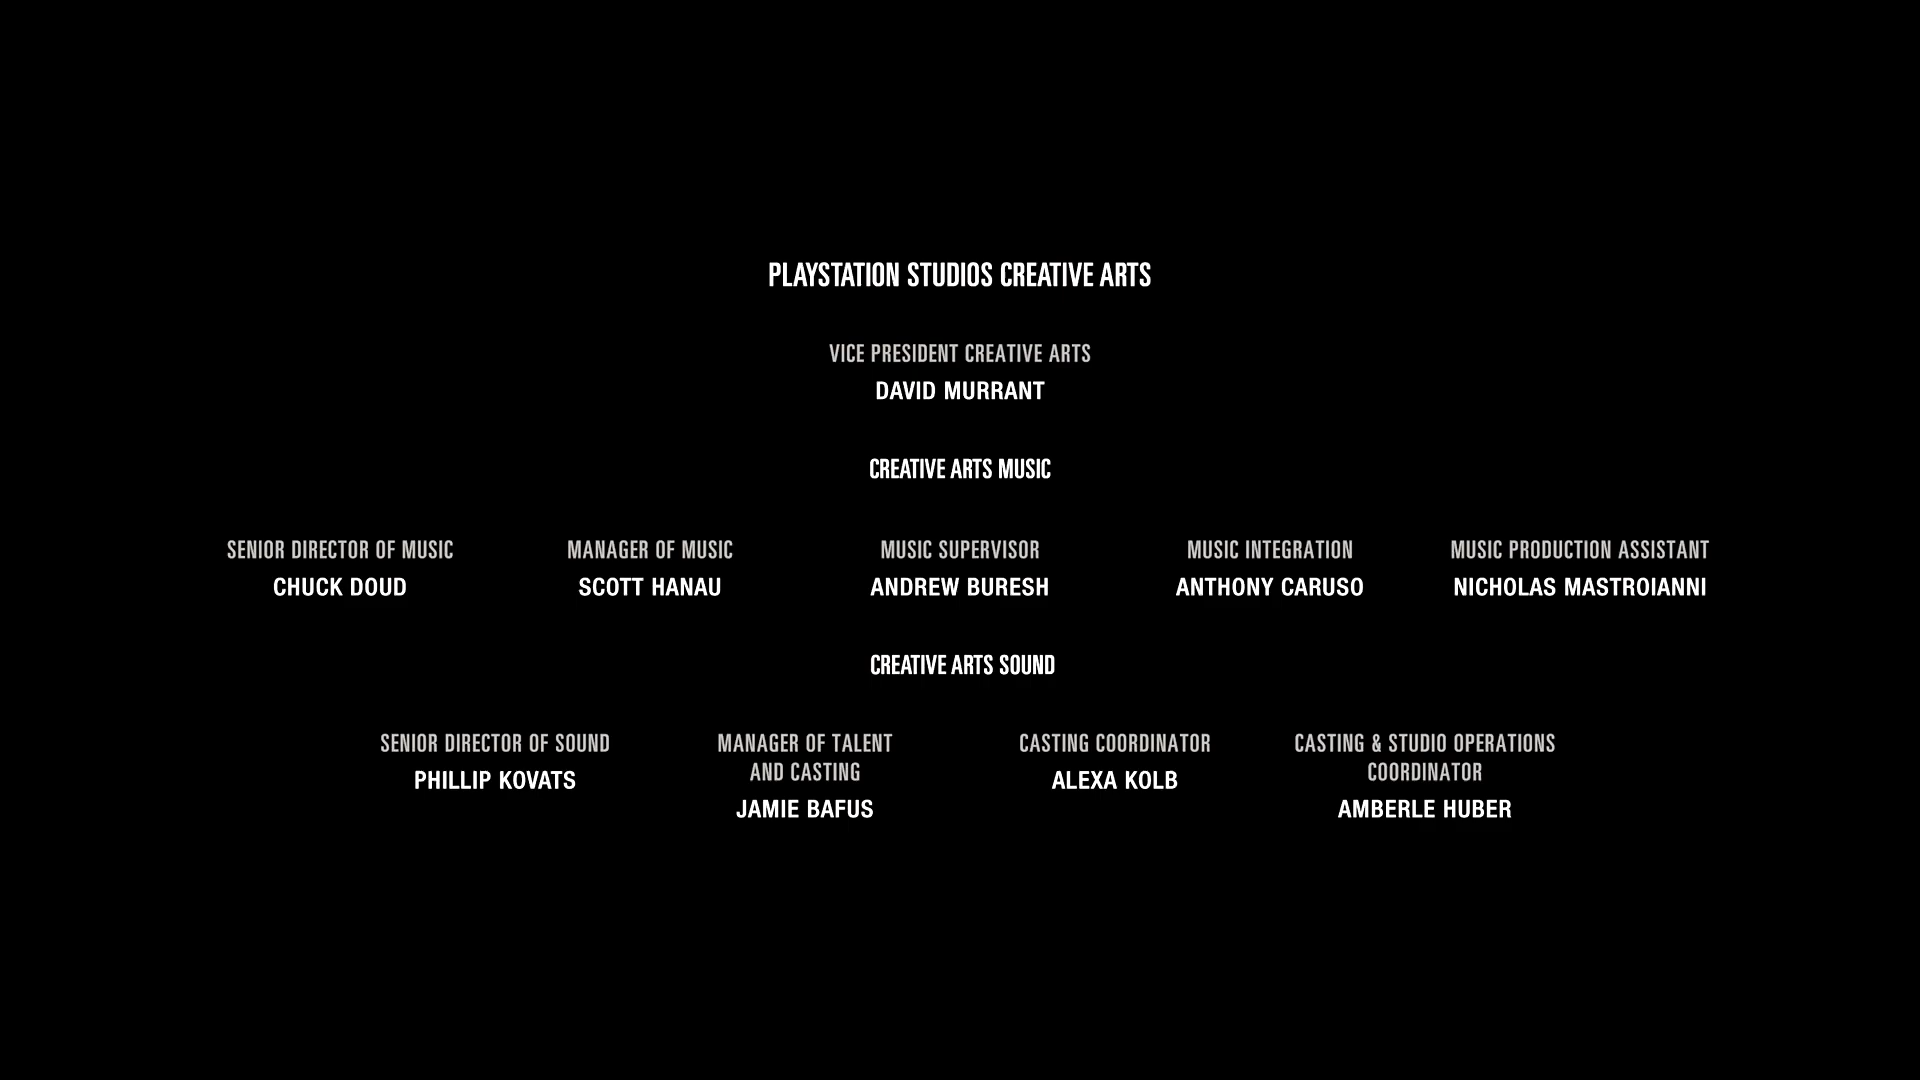 PLAYSTATION STUDIOS CREATIVE ARTS
VICE PRESIDENT CREATIVE ARTS
DAVID MURRANT
CREATIVE ARTS MUSIC
SENIOR DIRECTOR OF MUSIC
CHUCK DOUD
MANAGER OF MUSIC
SCOTT HANAU
MUSIC SUPERVISOR
ANDREW BURESH
MUSIC INTEGRATION
ANTHONY CARUSO
MUSIC PRODUCTION ASSISTANT
NICHOLAS MASTROIANNI
CREATIVE ARTS SOUND
SENIOR DIRECTOR OF SOUND
PHILLIP KOVATS
MANAGER OF TALENT
AND CASTING
JAMIE BAFUS
CASTING COORDINATOR
ALEXA KOLB
CASTING & STUDIO OPERATIONS
COORDINATOR
AMBERLE HUBER